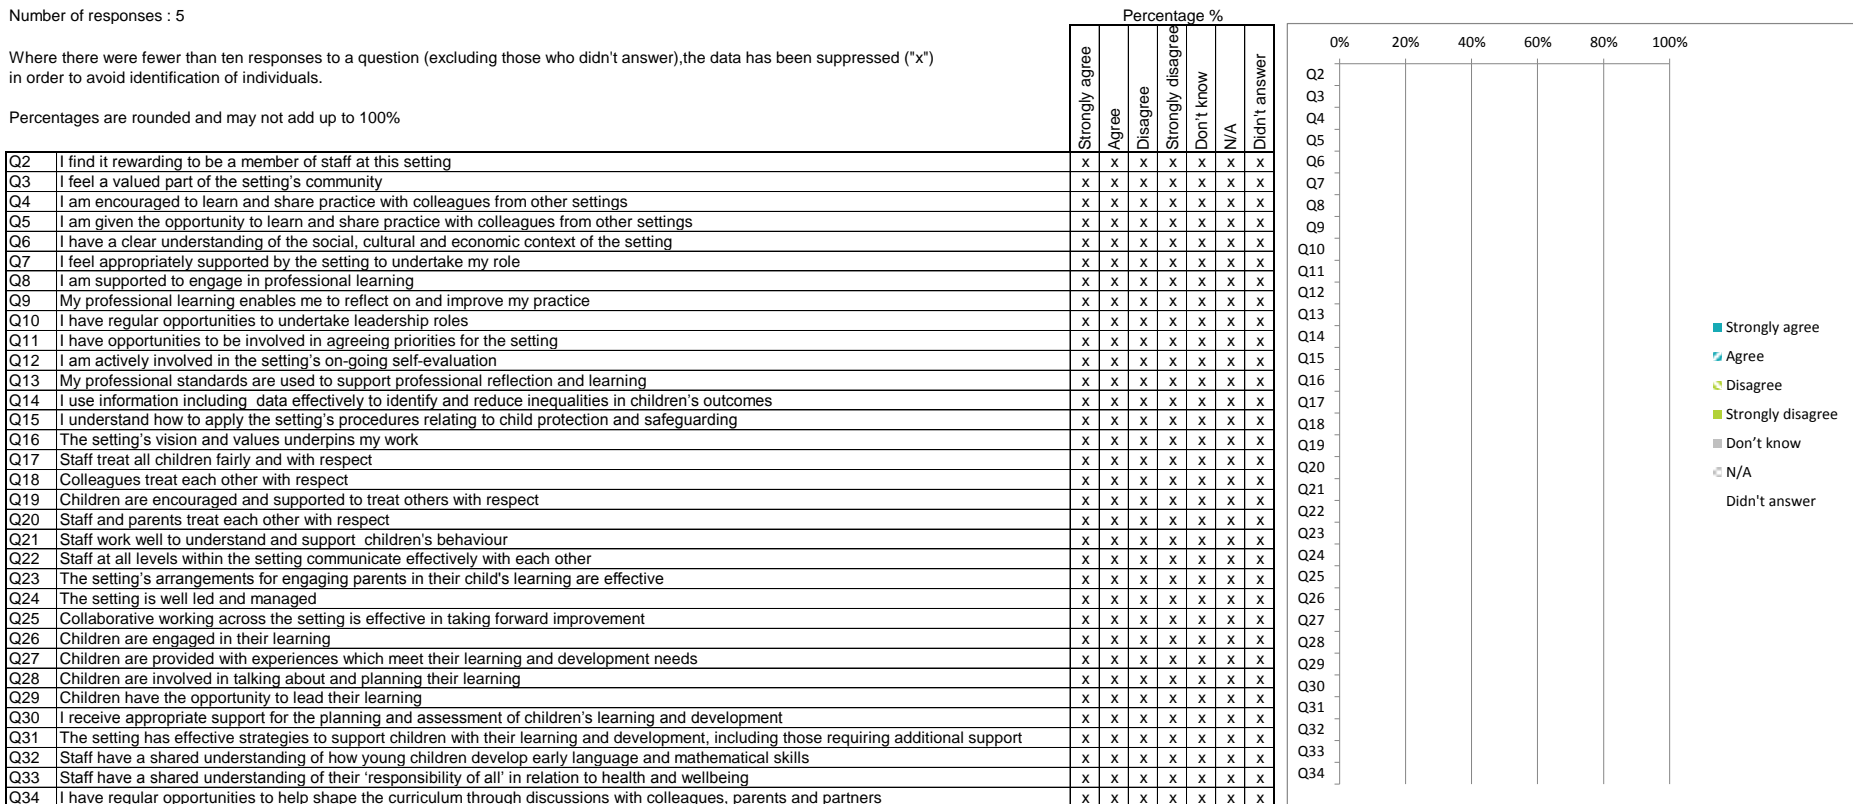 Number of responses : 5
Percentage %
Where there were fewer than ten responses to a question (excluding those who didn't answer),the data has been suppressed ("x")
in order to avoid identification of individuals.
Percentages are rounded and may not add up to 100%
Strongly agree
Agree
Disagree
Strongly disagree
Don't know
N/A
Didn't answer
Q2 I find it rewarding to be a member of staff at this setting x x x x x x x
Q3 I feel a valued part of the setting's community x x x x x x x
Q4 I am encouraged to learn and share practice with colleagues from other settings x x x x x x x
Q5 I am given the opportunity to learn and share practice with colleagues from other settings x x x x x x x
Q6 I have a clear understanding of the social, cultural and economic context of the setting x x x x x x x
Q7 I feel appropriately supported by the setting to undertake my role x x x x x x x
Q8 I am supported to engage in professional learning x x x x x x x
Q9 My professional learning enables me to reflect on and improve my practice x x x x x x x
Q10 I have regular opportunities to undertake leadership roles x x x x x x x
Q11 I have opportunities to be involved in agreeing priorities for the setting x x x x x x x
Q12 I am actively involved in the setting's on-going self-evaluation x x x x x x x
Q13 My professional standards are used to support professional reflection and learning x x x x x x x
Q14 I use information including data effectively to identify and reduce inequalities in children's outcomes x x x x x x x
Q15 I understand how to apply the setting's procedures relating to child protection and safeguarding x x x x x x x
Q16 The setting's vision and values underpins my work x x x x x x x
Q17 Staff treat all children fairly and with respect x x x x x x x
Q18 Colleagues treat each other with respect x x x x x x x
Q19 Children are encouraged and supported to treat others with respect x x x x x x x
Q20 Staff and parents treat each other with respect x x x x x x x
Q21 Staff work well to understand and support children's behaviour x x x x x x x
Q22 Staff at all levels within the setting communicate effectively with each other x x x x x x x
Q23 The setting's arrangements for engaging parents in their child's learning are effective x x x x x x x
Q24 The setting is well led and managed x x x x x x x
Q25 Collaborative working across the setting is effective in taking forward improvement x x x x x x x
Q26 Children are engaged in their learning x x x x x x x
Q27 Children are provided with experiences which meet their learning and development needs x x x x x x x
Q28 Children are involved in talking about and planning their learning x x x x x x x
Q29 Children have the opportunity to lead their learning x x x x x x x
Q30 I receive appropriate support for the planning and assessment of children's learning and development x x x x x x x
Q31 The setting has effective strategies to support children with their learning and development, including those requiring additional support x x x x x x x
Q32 Staff have a shared understanding of how young children develop early language and mathematical skills x x x x x x x
Q33 Staff have a shared understanding of their 'responsibility of all' in relation to health and wellbeing x x x x x x x
Q34 I have regular opportunities to help shape the curriculum through discussions with colleagues, parents and partners x x x x x x x
0% 20% 40% 60% 80% 100%
Q2
Q3
Q4
Q5
Q6
Q7
Q8
Q9
Q10
Q11
Q12
Q13
Q14
Q15
Q16
Q17
Q18
Q19
Q20
Q21
Q22
Q23
Q24
Q25
Q26
Q27
Q28
Q29
Q30
Q31
Q32
Q33
Q34
Strongly agree
Agree
Disagree
Strongly disagree
Don't know
N/A
Didn't answer